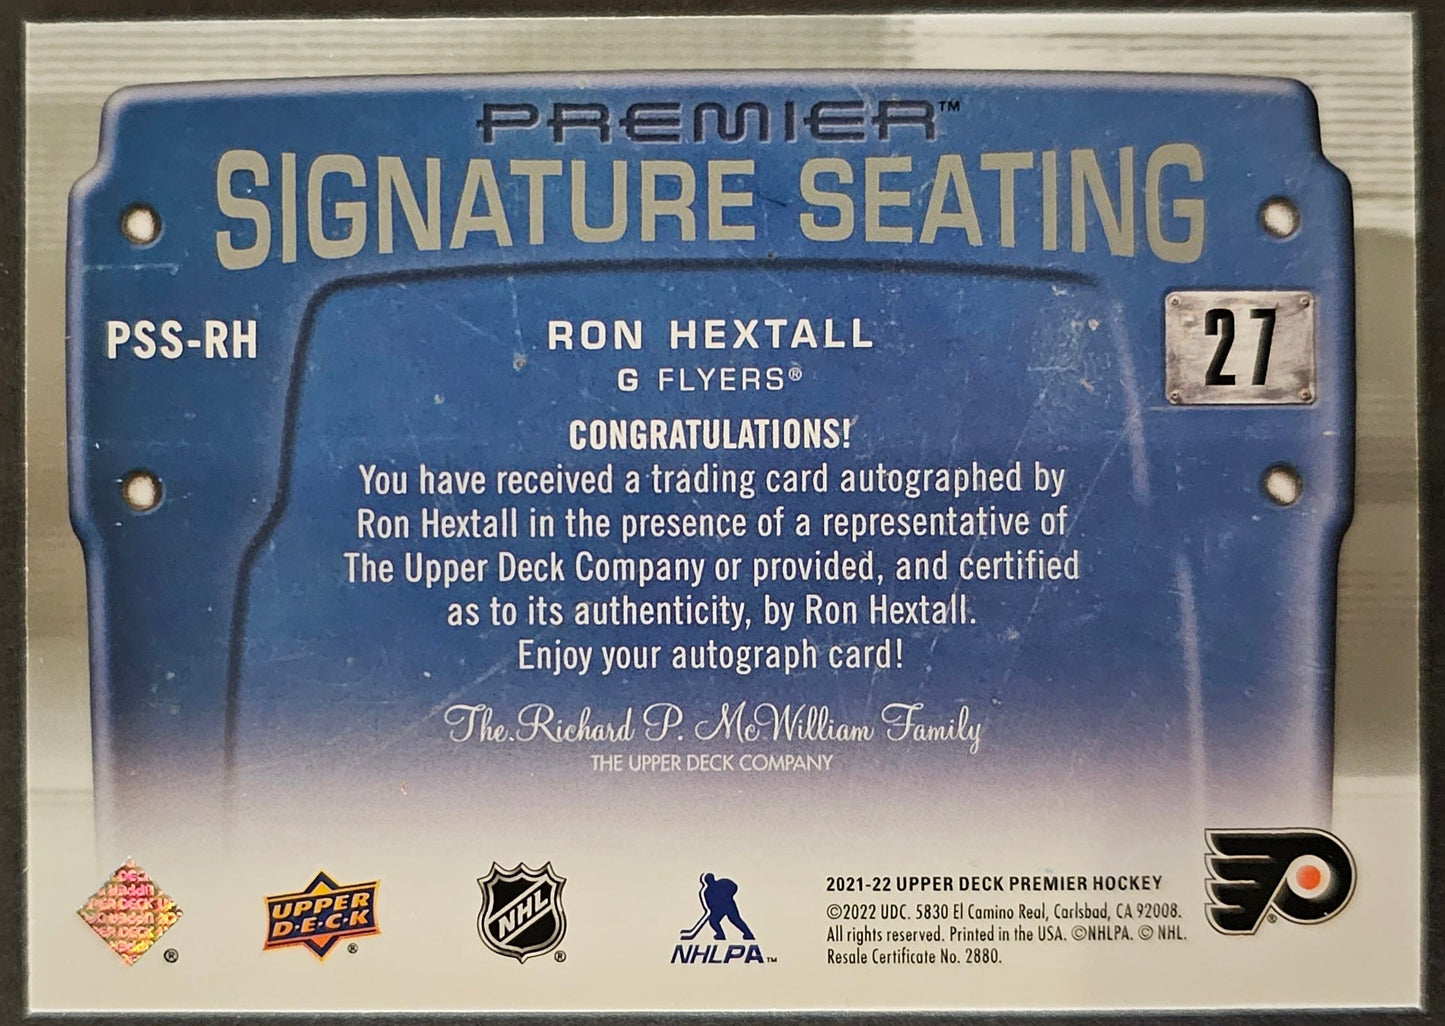 PREMIER™
SIGNATURE SEATING
PSS-RH
RON HEXTALL
27
G FLYERS®
CONGRATULATIONS!
You have received a trading card autographed by
Ron Hextall in the presence of a representative of
The Upper Deck Company or provided, and certified
as to its authenticity, by Ron Hextall.
Enjoy your autograph card!
The Richard P. McWilliam Family
THE UPPER DECK COMPANY
®
UPPER
D·E·C·K
®
NHL
®
NHLPA™
2021-22 UPPER DECK PREMIER HOCKEY
©2022 UDC. 5830 El Camino Real, Carlsbad, CA 92008.
All rights reserved. Printed in the USA. ©NHLPA. © NHL.
Resale Certificate No. 2880.
®